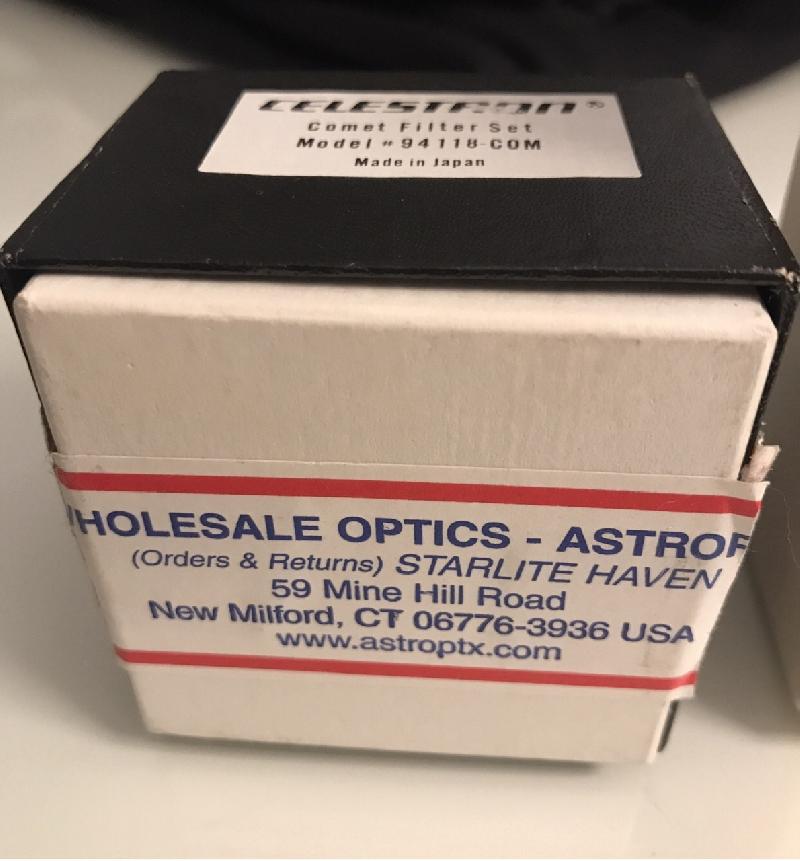 CELESTRON®
Comet Filter Set
Model # 94118-COM
Made in Japan
WHOLESALE OPTICS - ASTROP
(Orders & Returns) STARLITE HAVEN
59 Mine Hill Road
New Milford, CT 06776-3936 USA
www.astroptx.com